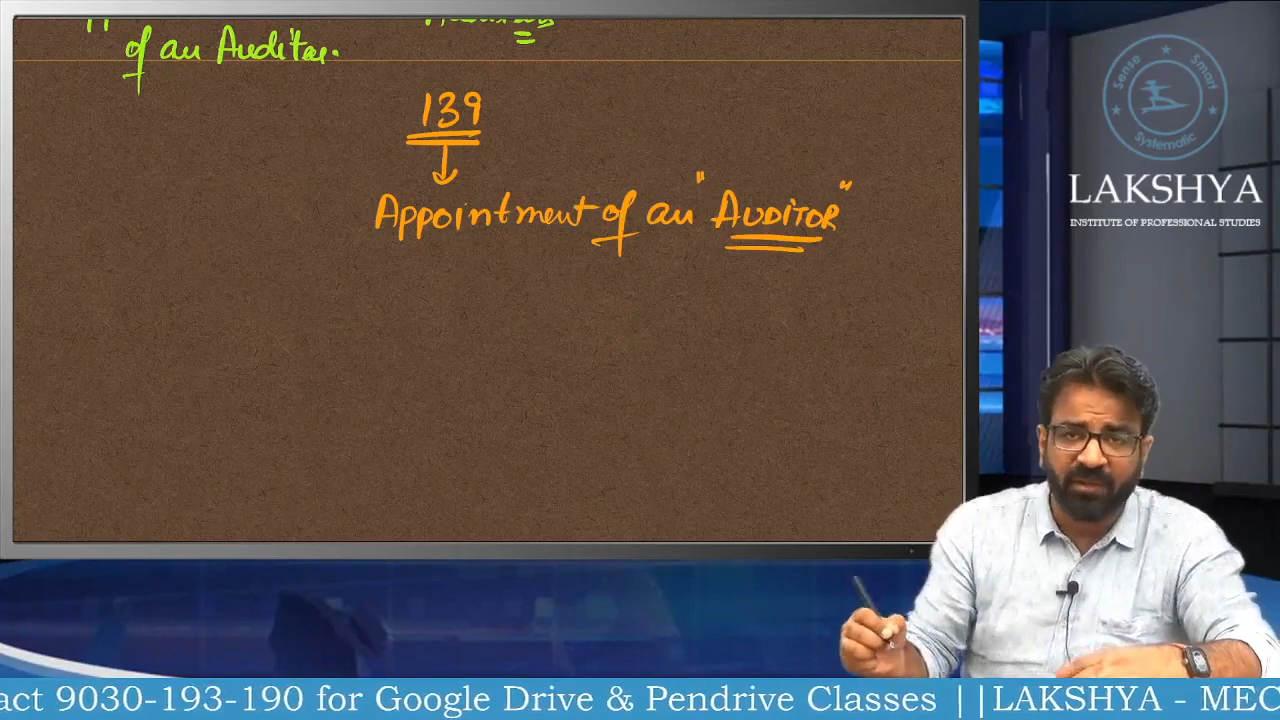 of an Auditor.
139
Appointment of an "AUDITOR"
Sense Smart Systematic
LAKSHYA
INSTITUTE OF PROFESSIONAL STUDIES
act 9030-193-190 for Google Drive & Pendrive Classes ||LAKSHYA - MEC